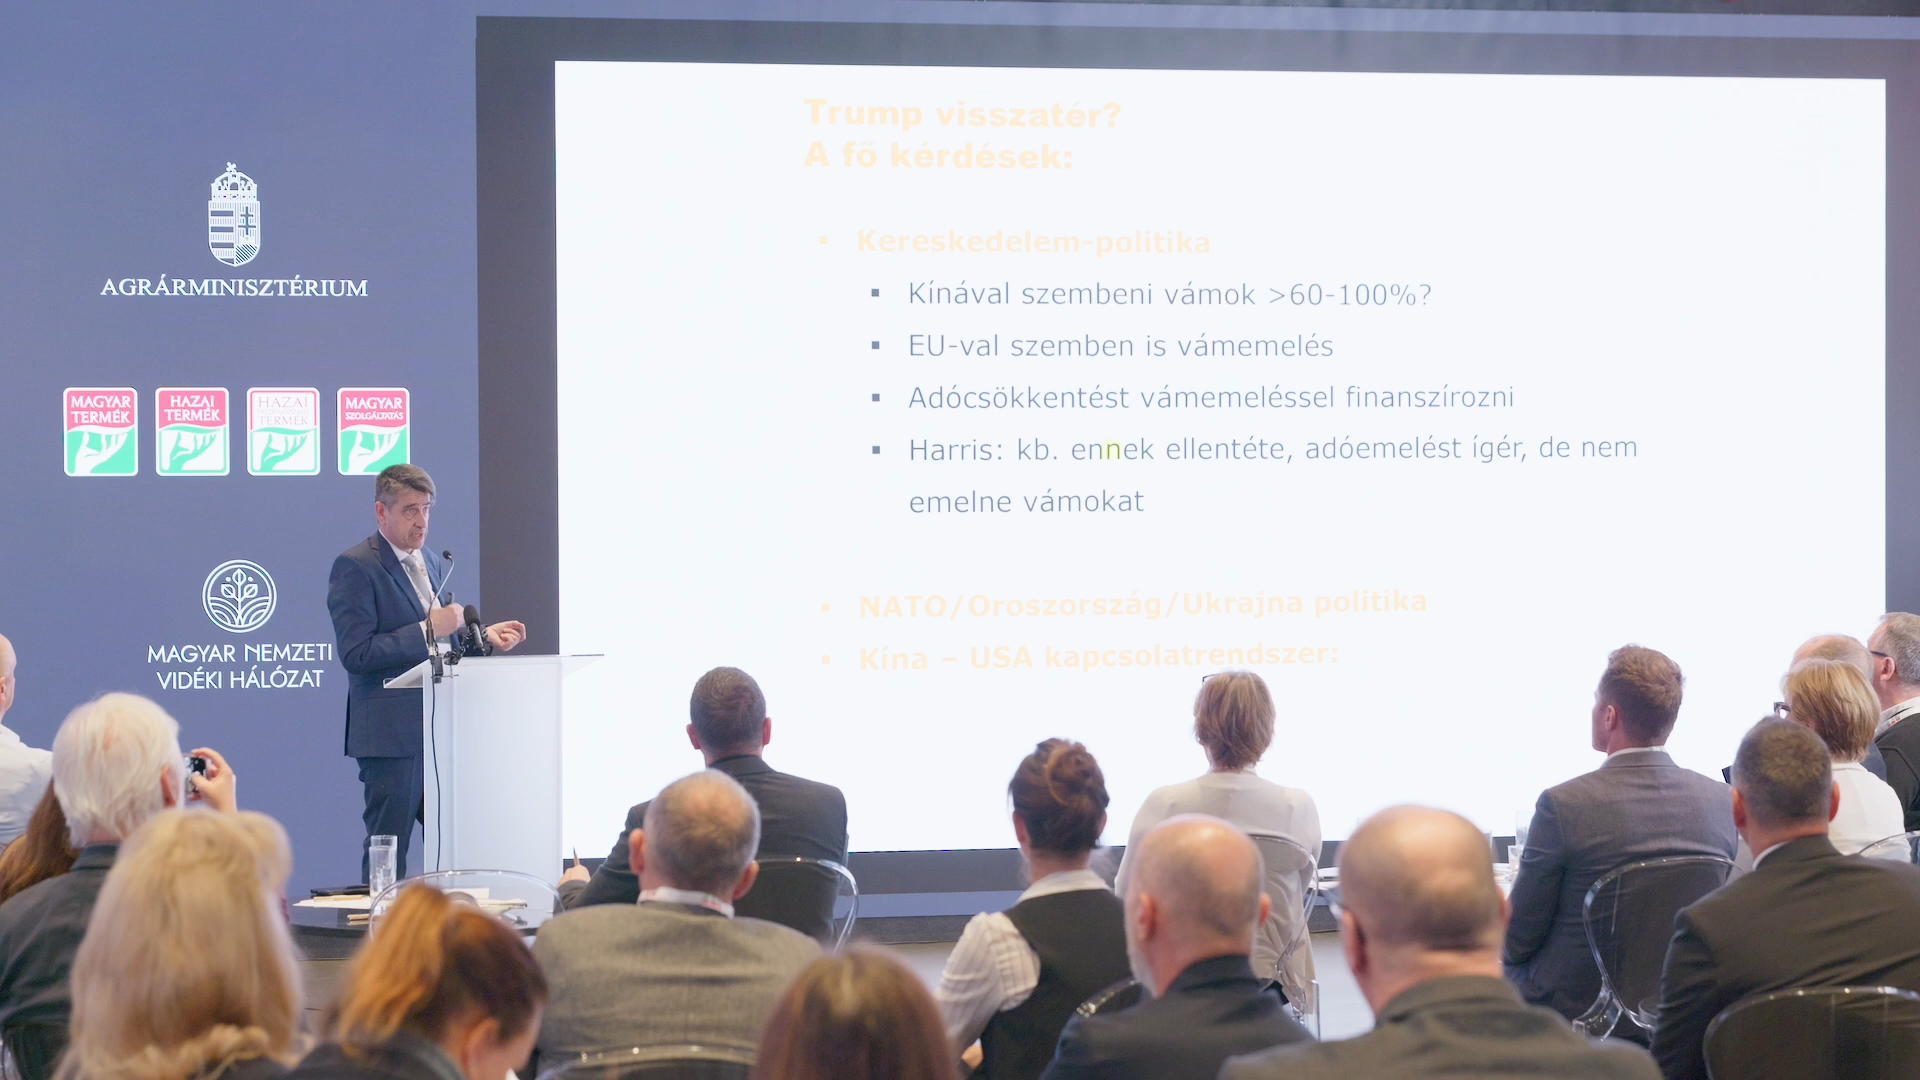 AGRÁRMINISZTÉRIUM
MAGYAR
TERMÉK
HAZAI
TERMÉK
HAZAI
TERMÉK
MAGYAR
SZOLGÁLTATÁS
MAGYAR NEMZETI
VIDÉKI HÁLÓZAT
Trump visszatér?
A fő kérdések:
▪ Kereskedelem-politika
▪ Kínával szembeni vámok >60-100%?
▪ EU-val szemben is vámemelés
▪ Adócsökkentést vámemeléssel finanszírozni
▪ Harris: kb. ennek ellentéte, adóemelést ígér, de nem
emelne vámokat
▪ NATO/Oroszország/Ukrajna politika
▪ Kína – USA kapcsolatrendszer: